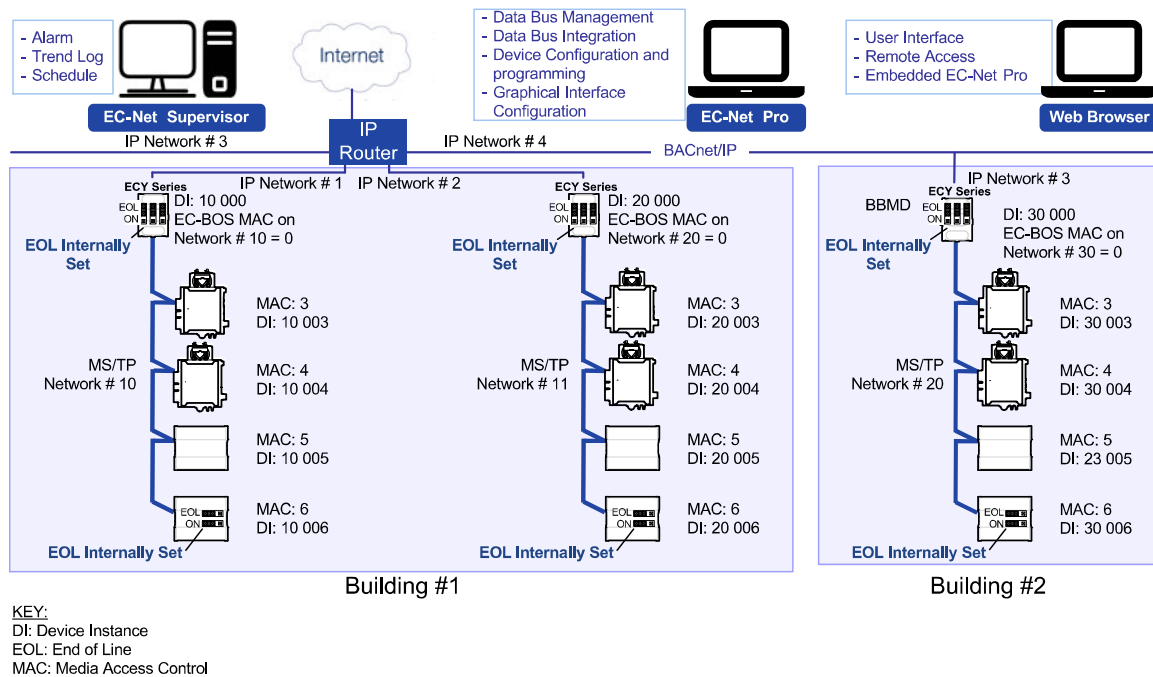 - Alarm
- Trend Log
- Schedule
EC-Net Supervisor
Internet
- Data Bus Management
- Data Bus Integration
- Device Configuration and
programming
- Graphical Interface
Configuration
EC-Net Pro
- User Interface
- Remote Access
- Embedded EC-Net Pro
Web Browser
IP Network # 3
IP
Router
IP Network # 4
BACnet/IP
IP Network # 1
IP Network # 2
IP Network # 3
ECY Series
EOL
ON
DI: 10 000
EC-BOS MAC on
Network # 10 = 0
EOL Internally
Set
MAC: 3
DI: 10 003
MS/TP
Network # 10
MAC: 4
DI: 10 004
MAC: 5
DI: 10 005
EOL
ON
MAC: 6
DI: 10 006
EOL Internally Set
ECY Series
EOL
ON
DI: 20 000
EC-BOS MAC on
Network # 20 = 0
EOL Internally
Set
MAC: 3
DI: 20 003
MS/TP
Network # 11
MAC: 4
DI: 20 004
MAC: 5
DI: 20 005
EOL
ON
MAC: 6
DI: 20 006
EOL Internally Set
Building #1
ECY Series
BBMD
EOL
ON
DI: 30 000
EC-BOS MAC on
Network # 30 = 0
EOL Internally
Set
MAC: 3
DI: 30 003
MS/TP
Network # 20
MAC: 4
DI: 30 004
MAC: 5
DI: 23 005
EOL
ON
MAC: 6
DI: 30 006
EOL Internally Set
Building #2
KEY:
DI: Device Instance
EOL: End of Line
MAC: Media Access Control